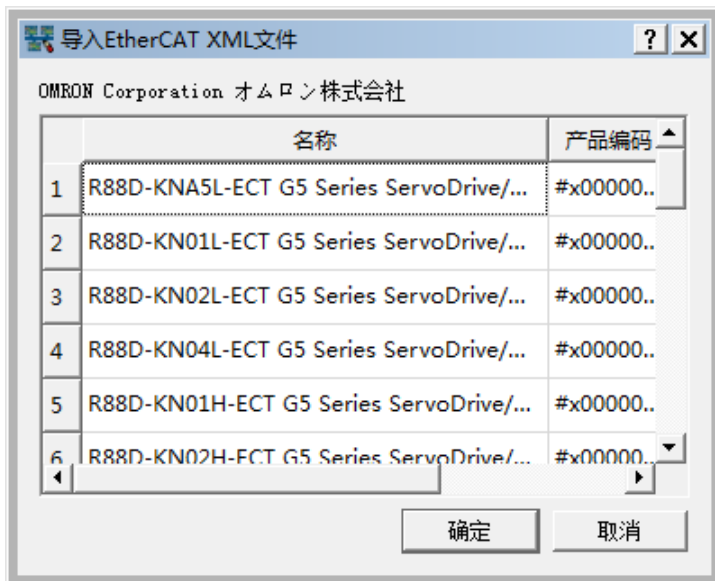 导入EtherCAT XML文件
OMRON Corporation オムロン株式会社
名称 产品编码
1 R88D-KNA5L-ECT G5 Series ServoDrive/... #x00000..
2 R88D-KN01L-ECT G5 Series ServoDrive/... #x00000..
3 R88D-KN02L-ECT G5 Series ServoDrive/... #x00000..
4 R88D-KN04L-ECT G5 Series ServoDrive/... #x00000..
5 R88D-KN01H-ECT G5 Series ServoDrive/... #x00000..
6 R88D-KN02H-ECT G5 Series ServoDrive/... #x00000..
确定 取消